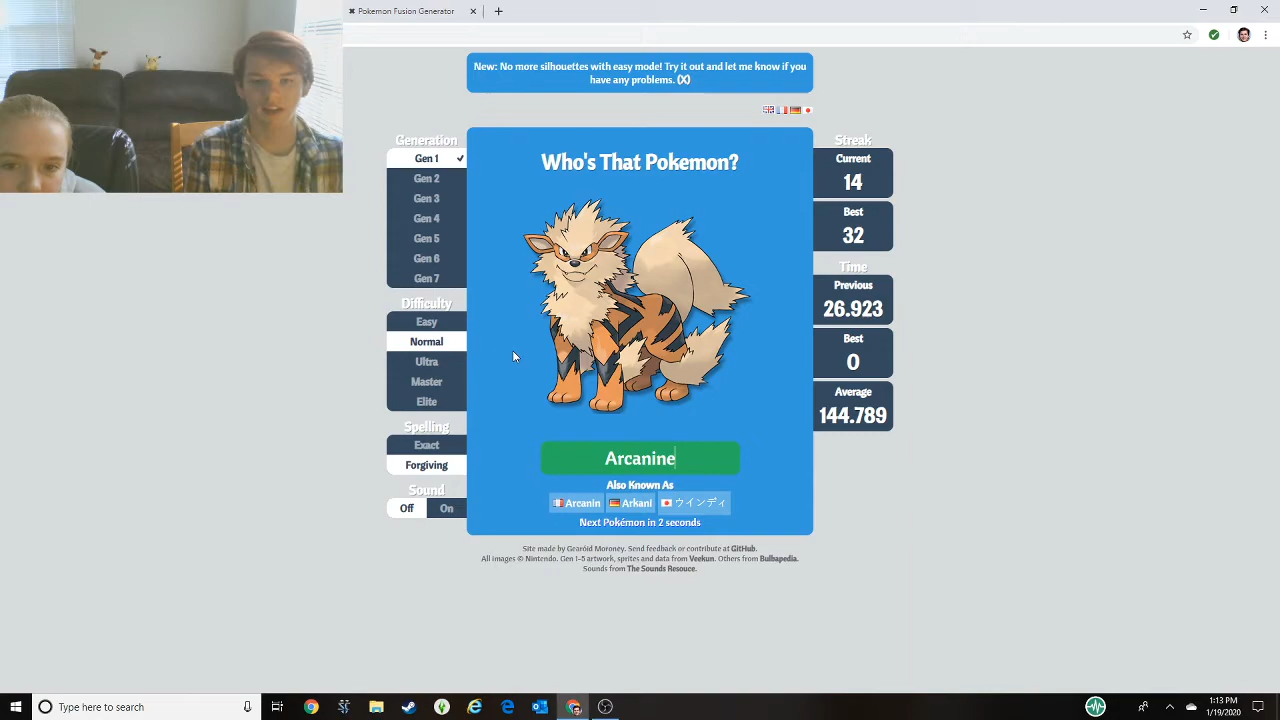 Pokemon Fusion Generator
New: No more silhouettes with easy mode! Try it out and let me know if you
have any problems. (X)
Generation
Gen 1
Gen 2
Gen 3
Gen 4
Gen 5
Gen 6
Gen 7
Difficulty
Easy
Normal
Ultra
Master
Elite
Spelling
Exact
Forgiving
Sound
Off On
Who's That Pokemon?
Arcanine
Also Known As
Arcanin Arkani ウインディ
Next Pokémon in 2 seconds
Streak
Current
14
Best
32
Time
Previous
26.923
Best
0
Average
144.789
Site made by Gearóid Moroney. Send feedback or contribute at GitHub.
All images © Nintendo. Gen 1-5 artwork, sprites and data from Veekun. Others from Bulbapedia.
Sounds from The Sounds Resouce.
Type here to search
1:13 PM
1/19/2020